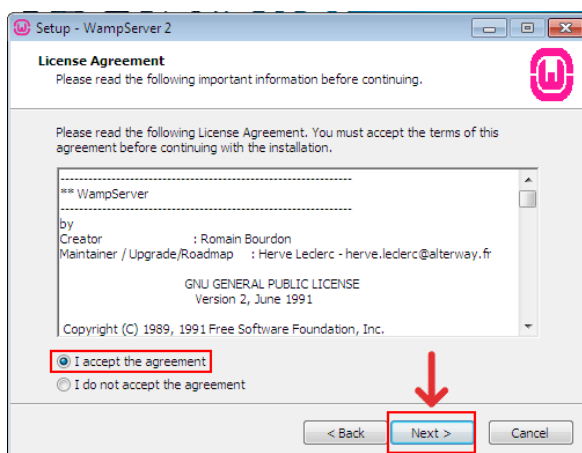 Setup - WampServer 2
License Agreement
Please read the following important information before continuing.
Please read the following License Agreement. You must accept the terms of this
agreement before continuing with the installation.
------------------------------------------------------------
** WampServer
------------------------------------------------------------
by
Creator : Romain Bourdon
Maintainer / Upgrade/Roadmap : Herve Leclerc - herve.leclerc@alterway.fr
GNU GENERAL PUBLIC LICENSE
Version 2, June 1991
Copyright (C) 1989, 1991 Free Software Foundation, Inc.
I accept the agreement
I do not accept the agreement
< Back Next > Cancel